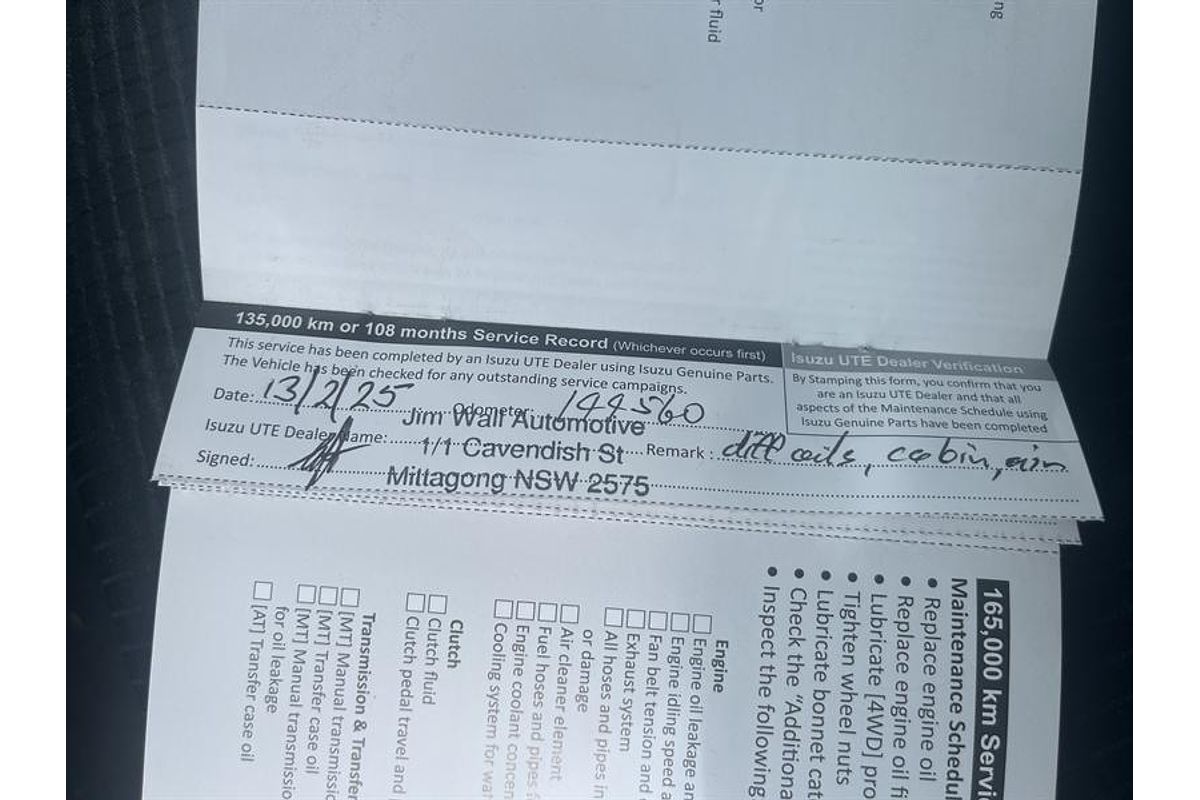 ng
or
r fluid
135,000 km or 108 months Service Record (Whichever occurs first)
This service has been completed by an Isuzu UTE Dealer using Isuzu Genuine Parts.
The Vehicle has been checked for any outstanding service campaigns.
Date: 13/2/25 Odometer: 144560
Isuzu UTE Dealer Name:
Signed:
Jim Wall Automotive
1/1 Cavendish St
Mittagong NSW 2575
Isuzu UTE Dealer Verification
By Stamping this form, you confirm that you
are an Isuzu UTE Dealer and that all
aspects of the Maintenance Schedule using
Isuzu Genuine Parts have been completed
Remark: diff oils, cabin, air
165,000 km Servi
Maintenance Schedul
• Replace engine oil
• Replace engine oil fi
• Lubricate [4WD] pro
• Tighten wheel nuts
• Lubricate bonnet cat
• Check the "Additiona
• Inspect the following
Engine
Engine oil leakage an
Engine idling speed a
Fan belt tension and
Exhaust system
All hoses and pipes in
or damage
Air cleaner element
Fuel hoses and pipes f
Engine coolant concen
Cooling system for wat
Clutch
Clutch fluid
Clutch pedal travel and
Transmission & Transfer
[MT] Manual transmissio
[MT] Transfer case oil
[MT] Manual transmissio
for oil leakage
[AT] Transfer case oil